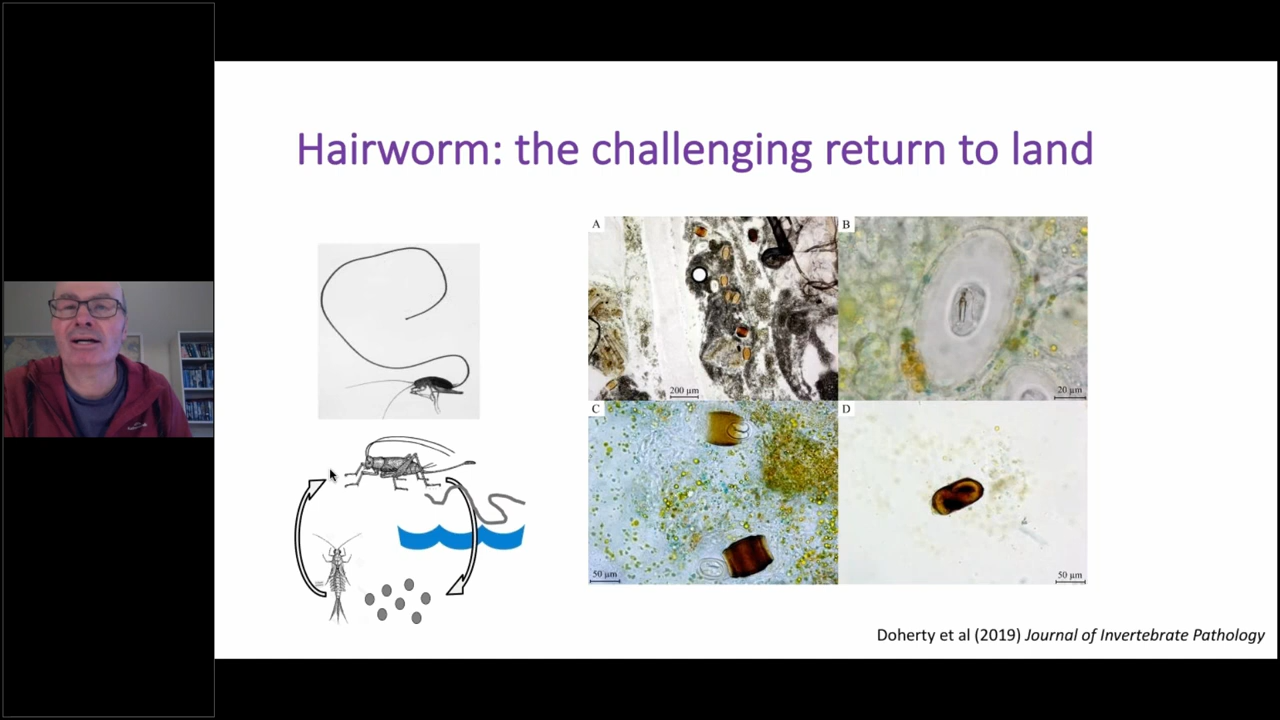 Hairworm: the challenging return to land
A
200 µm
B
20 µm
C
50 µm
D
50 µm
Doherty et al (2019) Journal of Invertebrate Pathology